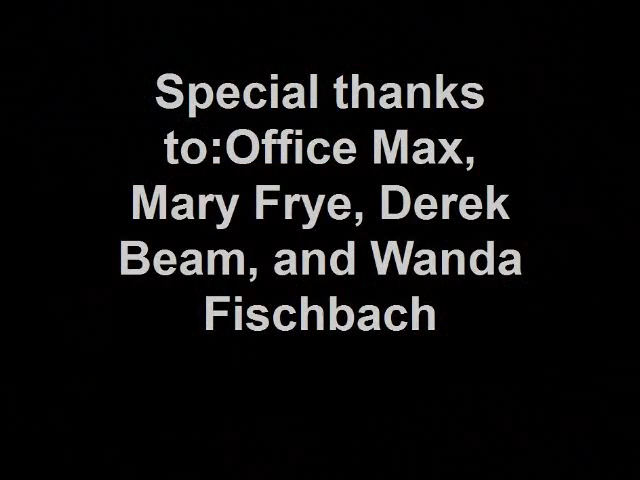 Special thanks
to:Office Max,
Mary Frye, Derek
Beam, and Wanda
Fischbach